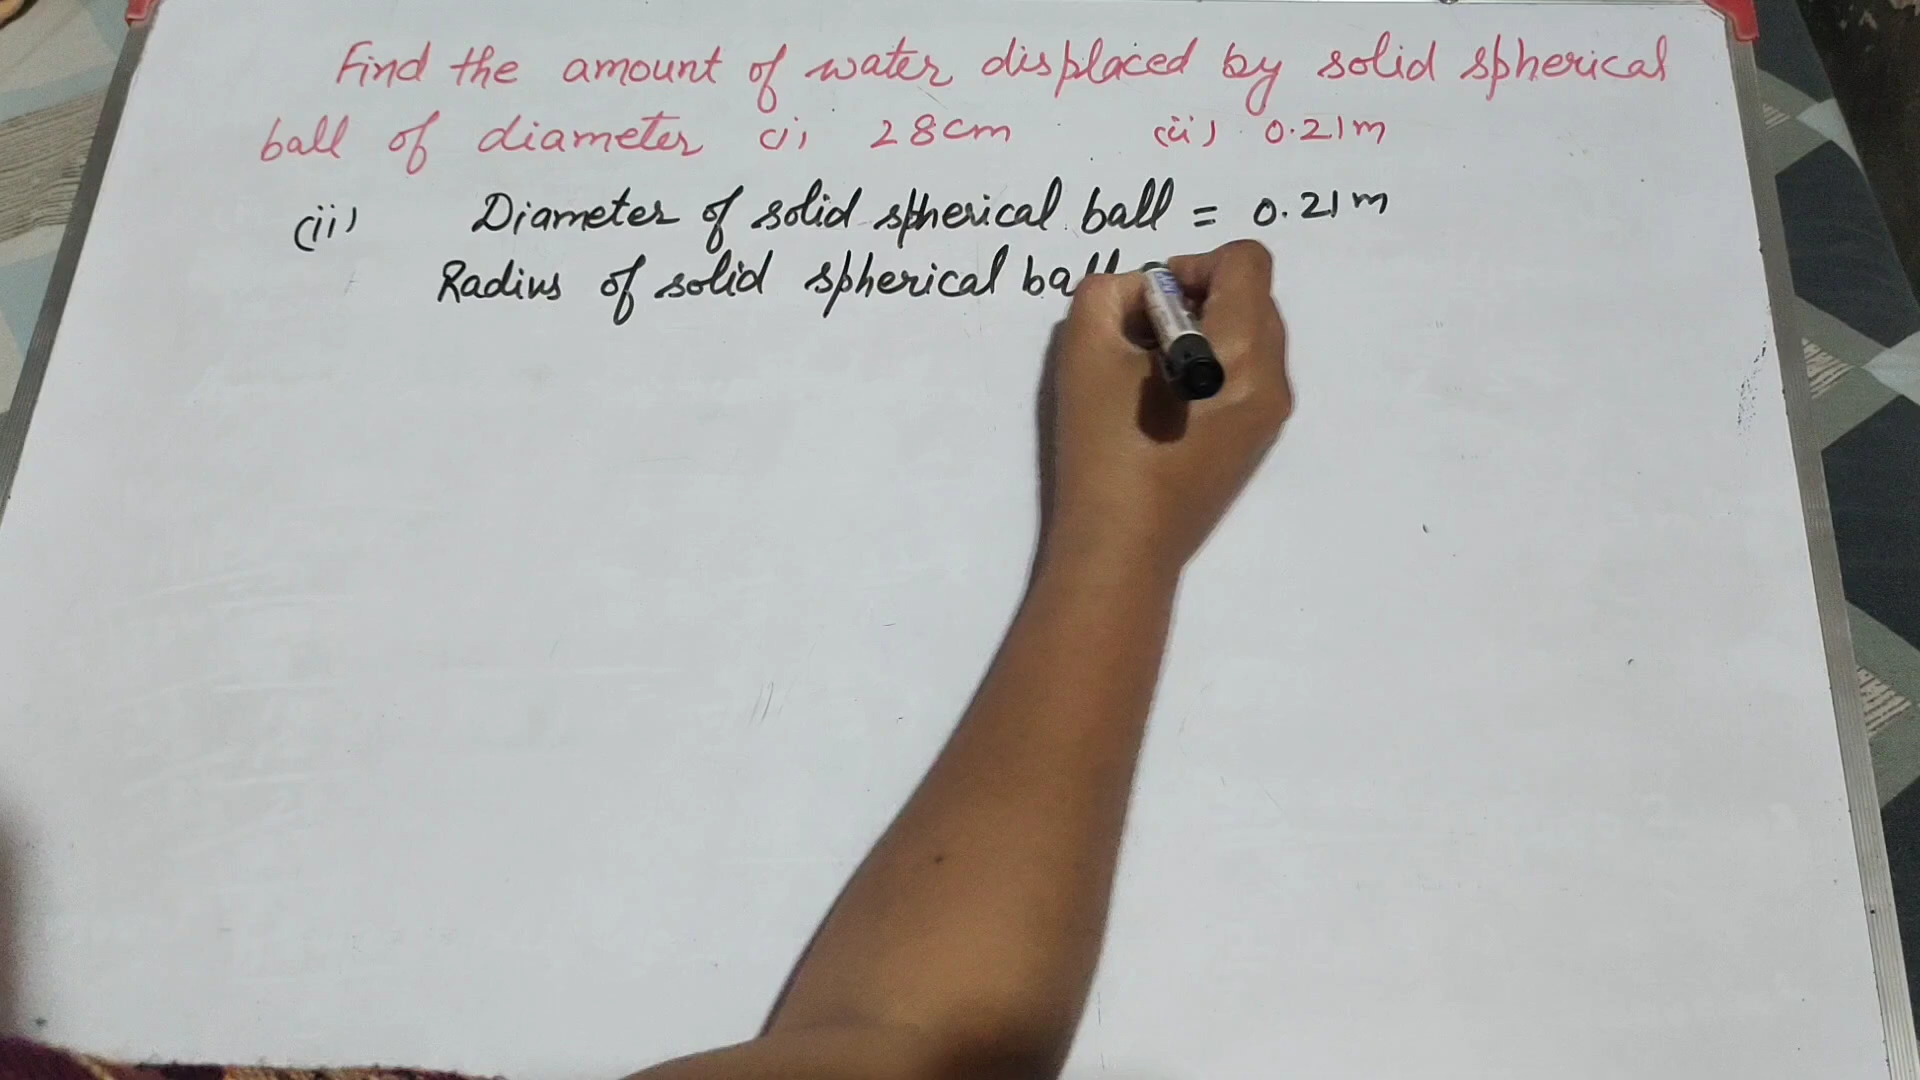 Find the amount of water displaced by solid spherical
ball of diameter (i) 28cm (ii) 0.21m
(ii) Diameter of solid spherical ball = 0.21m
Radius of solid spherical ball